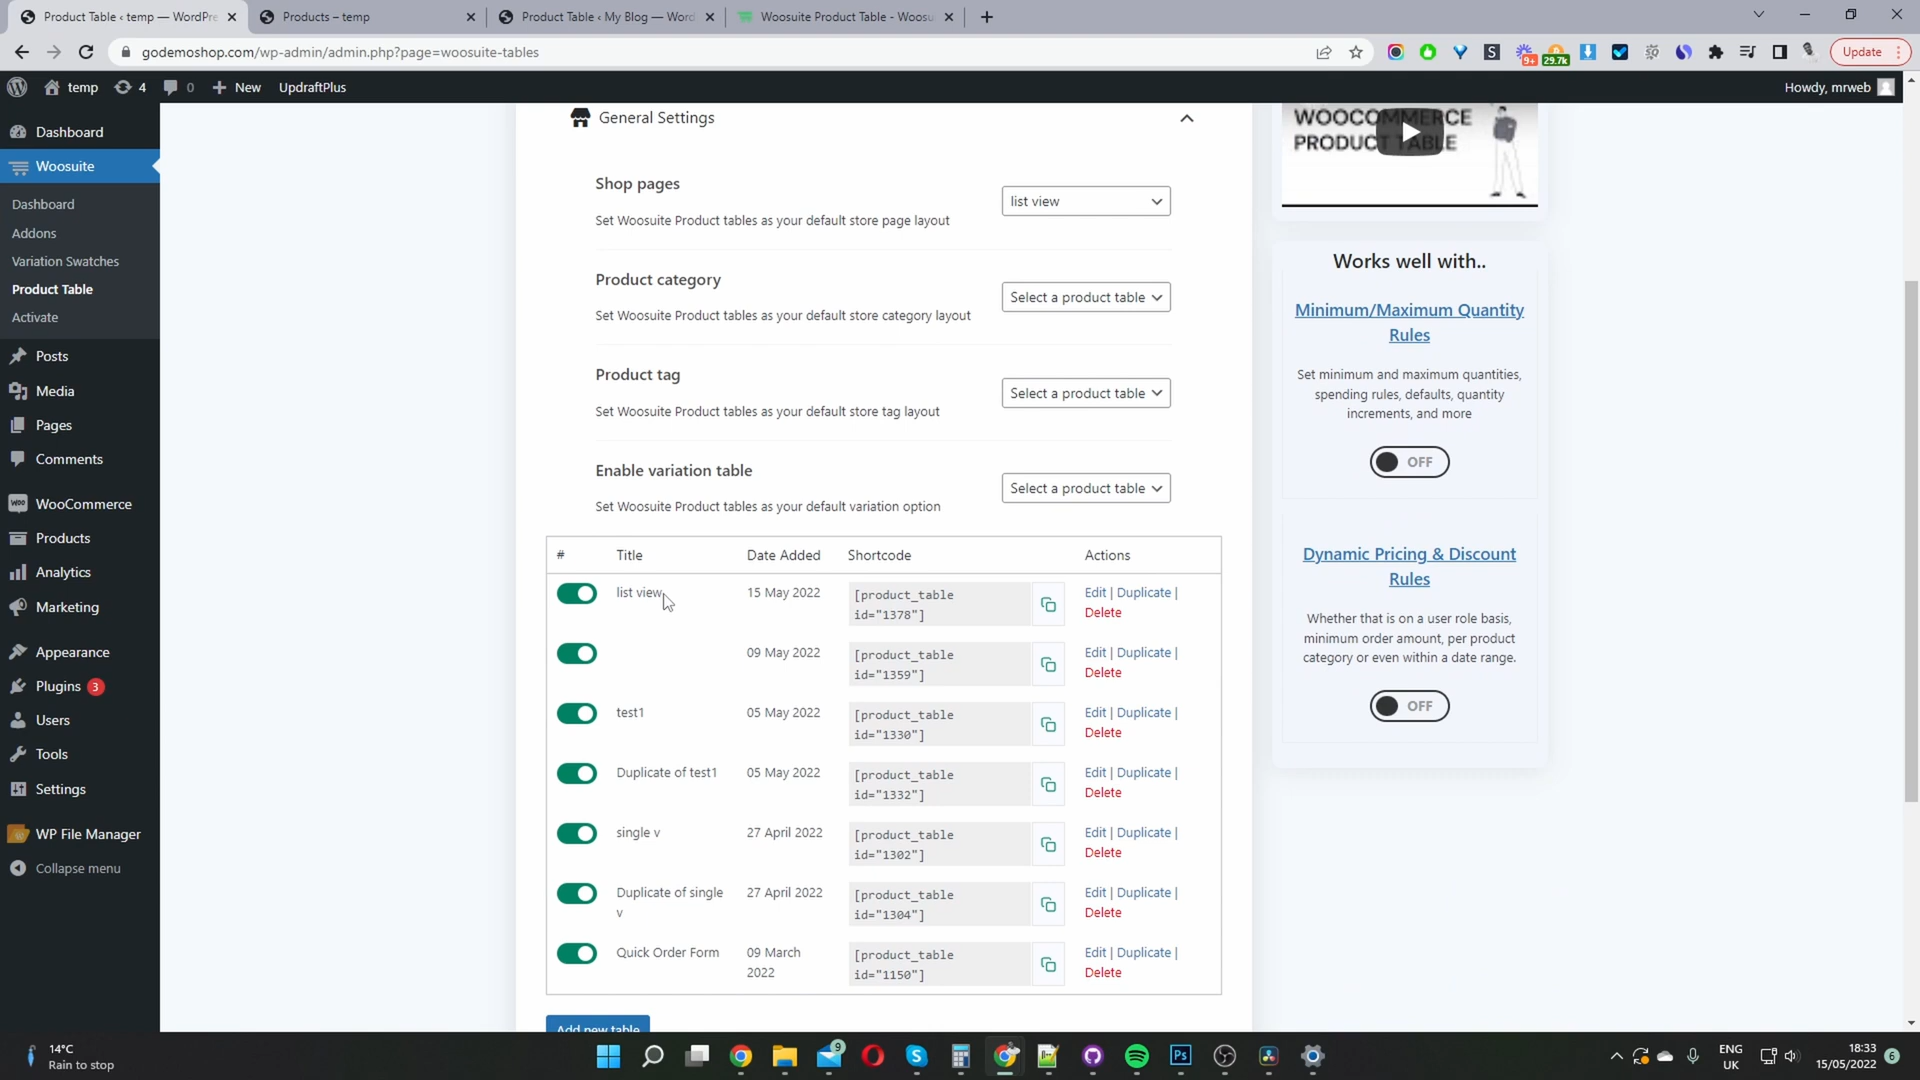 Product Table ‹ temp — WordPre
Products – temp
Product Table ‹ My Blog — Word
Woosuite Product Table - Woosu
godemoshop.com/wp-admin/admin.php?page=woosuite-tables
9+
29.7k
Update
temp
4
0
New
UpdraftPlus
Howdy, mrweb
Dashboard
Woosuite
Dashboard
Addons
Variation Swatches
Product Table
Activate
Posts
Media
Pages
Comments
WooCommerce
Products
Analytics
Marketing
Appearance
Plugins 3
Users
Tools
Settings
WP File Manager
Collapse menu
General Settings
Shop pages
Set Woosuite Product tables as your default store page layout
list view
Product category
Set Woosuite Product tables as your default store category layout
Select a product table
Product tag
Set Woosuite Product tables as your default store tag layout
Select a product table
Enable variation table
Set Woosuite Product tables as your default variation option
Select a product table
# Title Date Added Shortcode Actions
list view 15 May 2022 [product_table id="1378"] Edit | Duplicate | Delete
09 May 2022 [product_table id="1359"] Edit | Duplicate | Delete
test1 05 May 2022 [product_table id="1330"] Edit | Duplicate | Delete
Duplicate of test1 05 May 2022 [product_table id="1332"] Edit | Duplicate | Delete
single v 27 April 2022 [product_table id="1302"] Edit | Duplicate | Delete
Duplicate of single v 27 April 2022 [product_table id="1304"] Edit | Duplicate | Delete
Quick Order Form 09 March 2022 [product_table id="1150"] Edit | Duplicate | Delete
Add new table
WOOCOMMERCE
PRODUCT TABLE
Works well with..
Minimum/Maximum Quantity
Rules
Set minimum and maximum quantities,
spending rules, defaults, quantity
increments, and more
OFF
Dynamic Pricing & Discount
Rules
Whether that is on a user role basis,
minimum order amount, per product
category or even within a date range.
OFF
14°C
Rain to stop
9
Ps
ENG
UK
18:33
15/05/2022
6